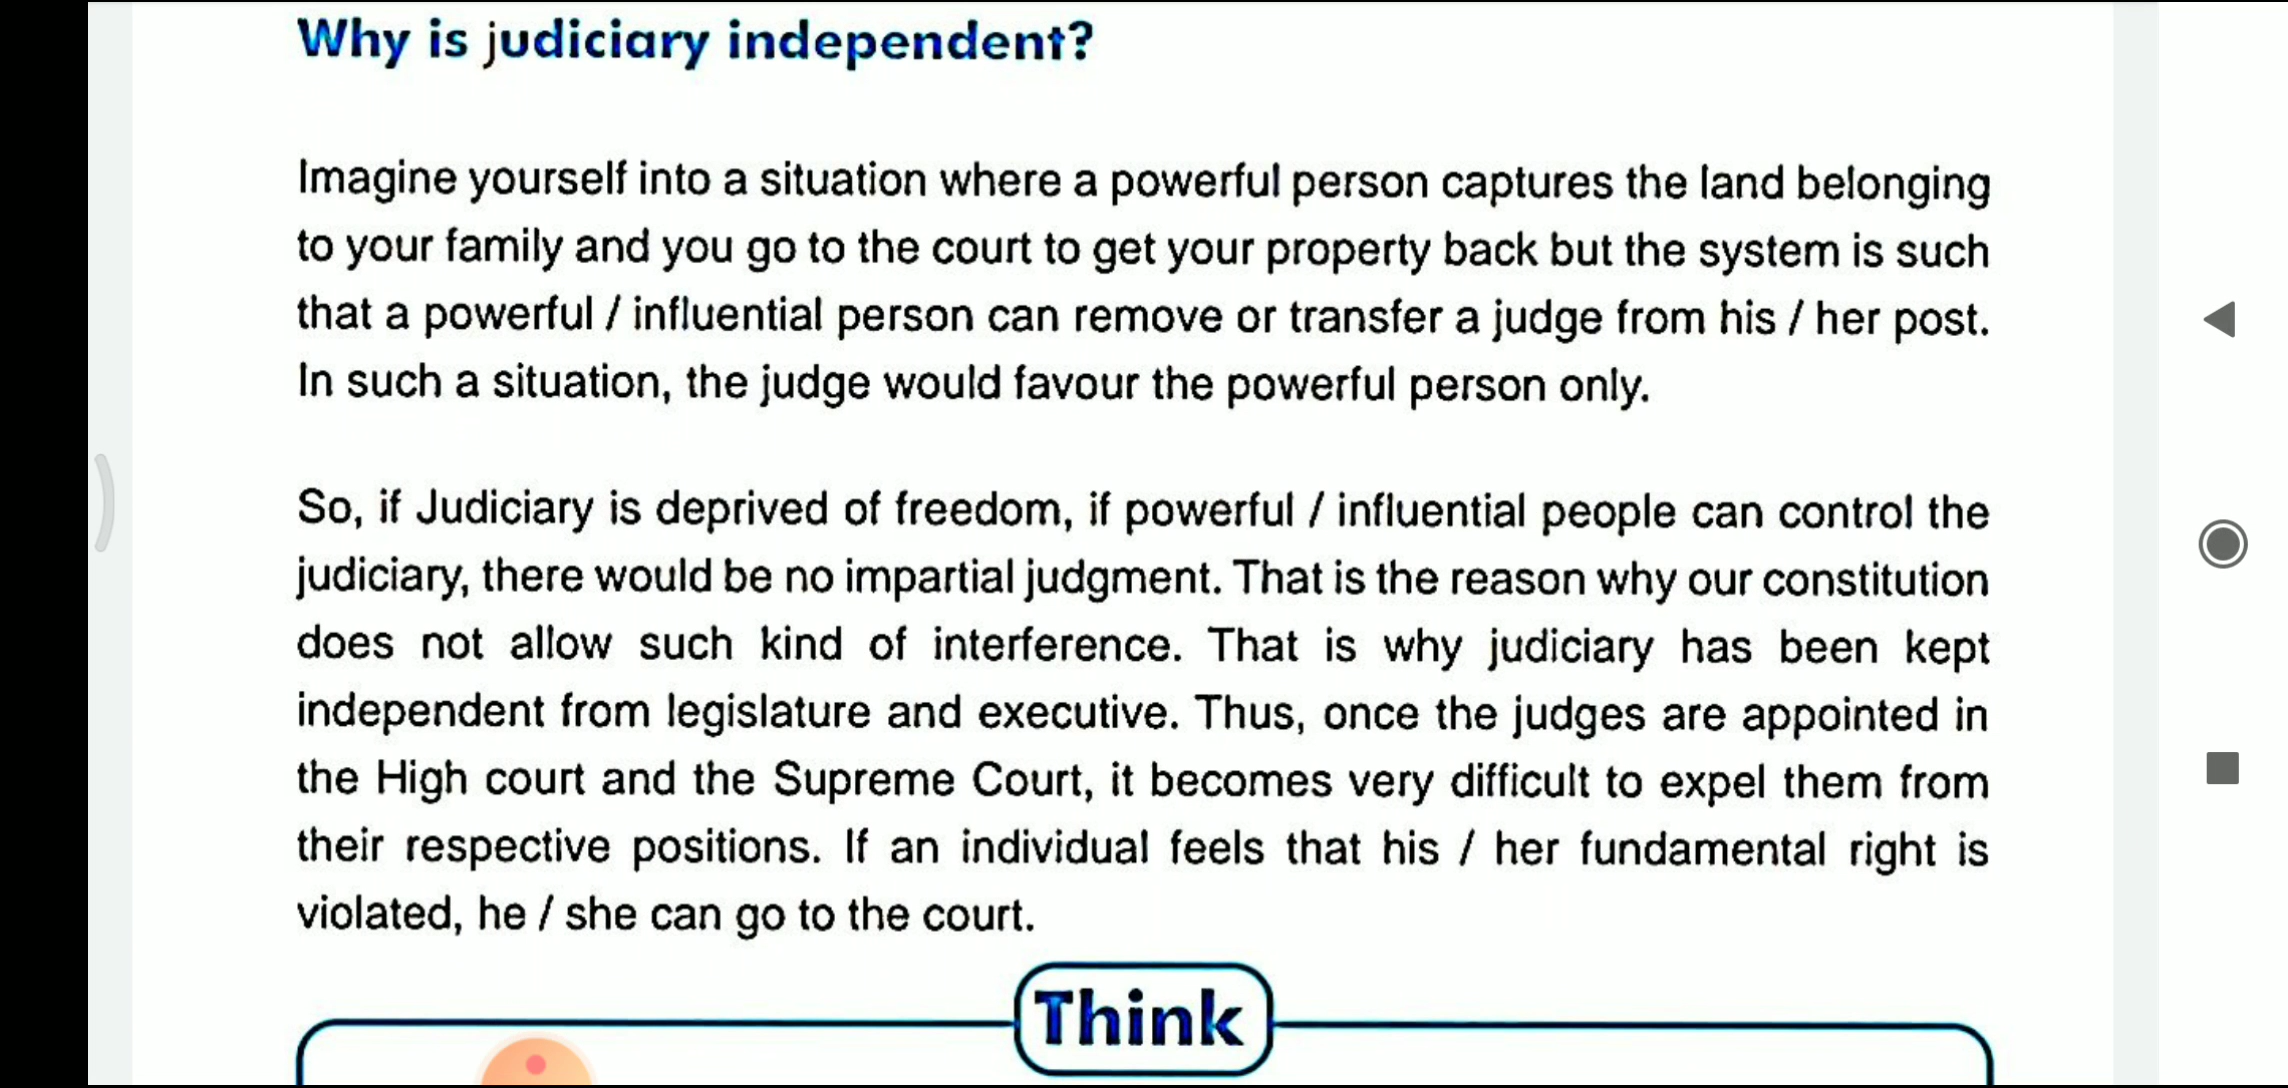 Why is judiciary independent?
Imagine yourself into a situation where a powerful person captures the land belonging
to your family and you go to the court to get your property back but the system is such
that a powerful / influential person can remove or transfer a judge from his / her post.
In such a situation, the judge would favour the powerful person only.
So, if Judiciary is deprived of freedom, if powerful / influential people can control the
judiciary, there would be no impartial judgment. That is the reason why our constitution
does not allow such kind of interference. That is why judiciary has been kept
independent from legislature and executive. Thus, once the judges are appointed in
the High court and the Supreme Court, it becomes very difficult to expel them from
their respective positions. If an individual feels that his / her fundamental right is
violated, he / she can go to the court.
Think